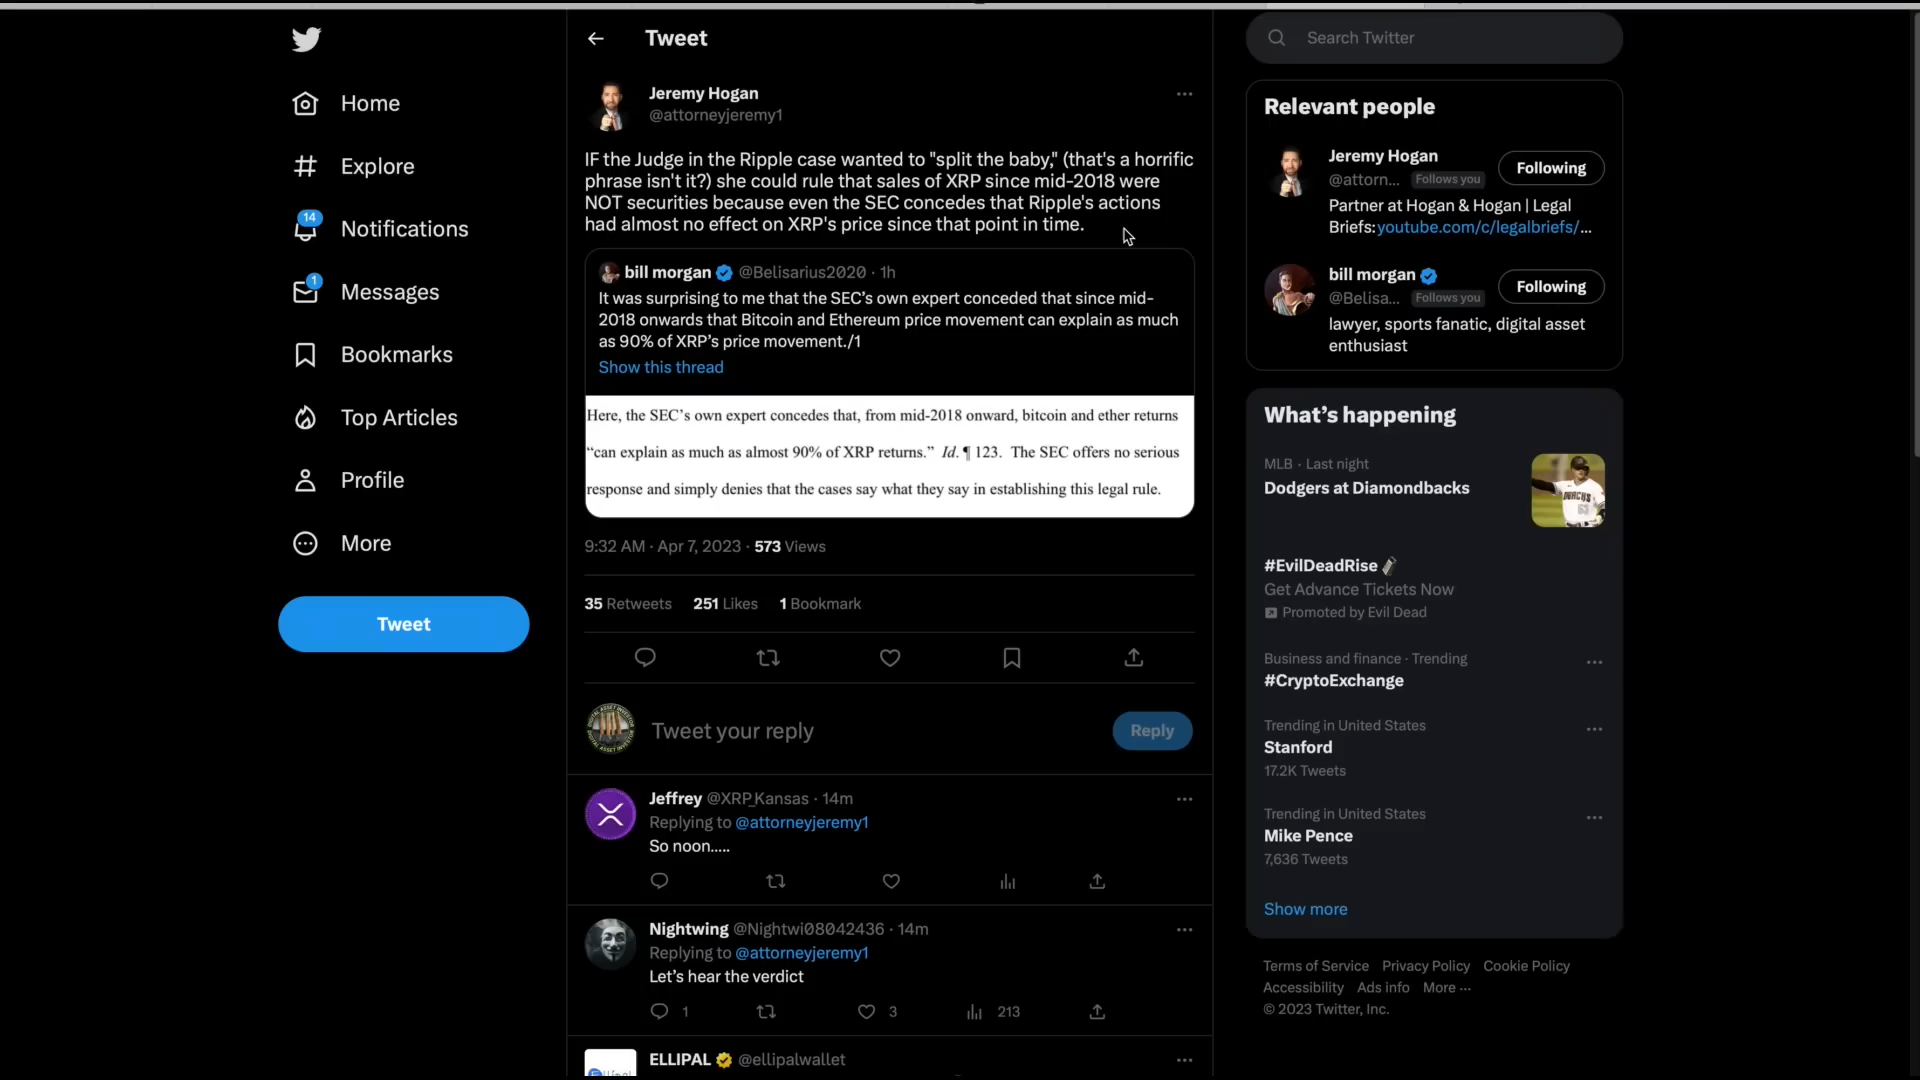 Home
Explore
14
Notifications
1
Messages
Bookmarks
Top Articles
Profile
More
Tweet
Tweet
Jeremy Hogan
@attorneyjeremy1
IF the Judge in the Ripple case wanted to "split the baby," (that's a horrific
phrase isn't it?) she could rule that sales of XRP since mid-2018 were
NOT securities because even the SEC concedes that Ripple's actions
had almost no effect on XRP's price since that point in time.
bill morgan @Belisarius2020 · 1h
It was surprising to me that the SEC's own expert conceded that since mid-
2018 onwards that Bitcoin and Ethereum price movement can explain as much
as 90% of XRP's price movement./1
Show this thread
Here, the SEC's own expert concedes that, from mid-2018 onward, bitcoin and ether returns
"can explain as much as almost 90% of XRP returns." Id. ¶ 123. The SEC offers no serious
response and simply denies that the cases say what they say in establishing this legal rule.
9:32 AM · Apr 7, 2023 · 573 Views
35 Retweets 251 Likes 1 Bookmark
Tweet your reply
Reply
Jeffrey @XRP_Kansas · 14m
Replying to @attorneyjeremy1
So noon.....
Nightwing @Nightwi08042436 · 14m
Replying to @attorneyjeremy1
Let's hear the verdict
1 3 213
ELLIPAL @ellipalwallet
Search Twitter
Relevant people
Jeremy Hogan
@attorn... Follows you
Following
Partner at Hogan & Hogan | Legal
Briefs:youtube.com/c/legalbriefs/...
bill morgan
@Belisa... Follows you
Following
lawyer, sports fanatic, digital asset
enthusiast
What's happening
MLB · Last night
Dodgers at Diamondbacks
#EvilDeadRise
Get Advance Tickets Now
Promoted by Evil Dead
Business and finance · Trending
#CryptoExchange
Trending in United States
Stanford
17.2K Tweets
Trending in United States
Mike Pence
7,636 Tweets
Show more
Terms of Service Privacy Policy Cookie Policy
Accessibility Ads info More ···
© 2023 Twitter, Inc.